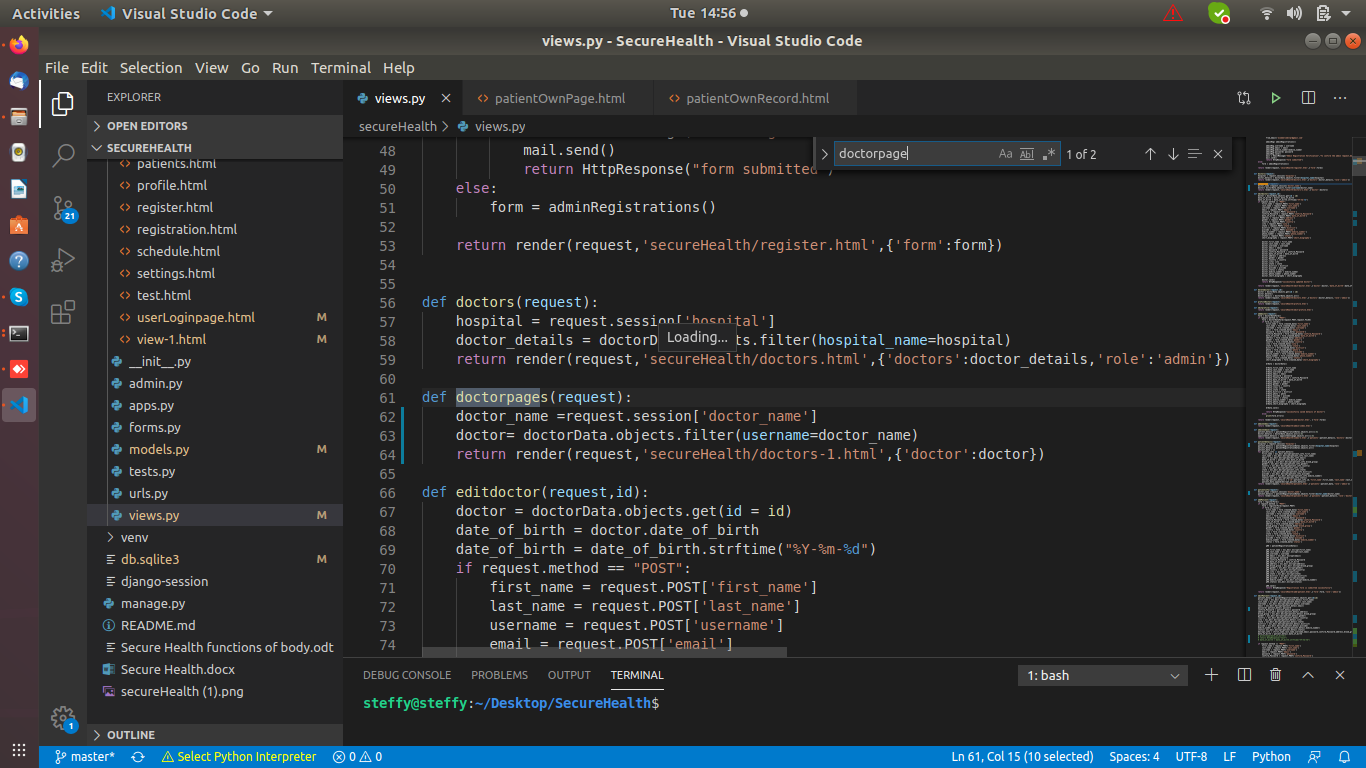 Activities
Visual Studio Code
Tue 14:56
views.py - SecureHealth - Visual Studio Code
File Edit Selection View Go Run Terminal Help
EXPLORER
OPEN EDITORS
SECUREHEALTH
patients.html
profile.html
register.html
registration.html
schedule.html
settings.html
test.html
userLoginpage.html M
view-1.html M
__init__.py
admin.py
apps.py
forms.py
models.py M
tests.py
urls.py
views.py M
venv
db.sqlite3 M
django-session
manage.py
README.md
Secure Health functions of body.odt
Secure Health.docx
secureHealth (1).png
OUTLINE
21
1
views.py
patientOwnPage.html
patientOwnRecord.html
secureHealth > views.py
doctorpage
Aa Abl .*
1 of 2
48 mail.send()
49 return HttpResponse("form submitted")
50 else:
51 form = adminRegistrations()
52
53 return render(request,'secureHealth/register.html',{'form':form})
54
55
56 def doctors(request):
57 hospital = request.session['hospital']
Loading...
58 doctor_details = doctorD s.filter(hospital_name=hospital)
59 return render(request,'secureHealth/doctors.html',{'doctors':doctor_details,'role':'admin'})
60
61 def doctorpages(request):
62 doctor_name =request.session['doctor_name']
63 doctor= doctorData.objects.filter(username=doctor_name)
64 return render(request,'secureHealth/doctors-1.html',{'doctor':doctor})
65
66 def editdoctor(request,id):
67 doctor = doctorData.objects.get(id = id)
68 date_of_birth = doctor.date_of_birth
69 date_of_birth = date_of_birth.strftime("%Y-%m-%d")
70 if request.method == "POST":
71 first_name = request.POST['first_name']
72 last_name = request.POST['last_name']
73 username = request.POST['username']
74 email = request.POST['email']
DEBUG CONSOLE PROBLEMS OUTPUT TERMINAL
1: bash
steffy@steffy:~/Desktop/SecureHealth$
master*
Select Python Interpreter
0 0
Ln 61, Col 15 (10 selected)
Spaces: 4
UTF-8
LF
Python